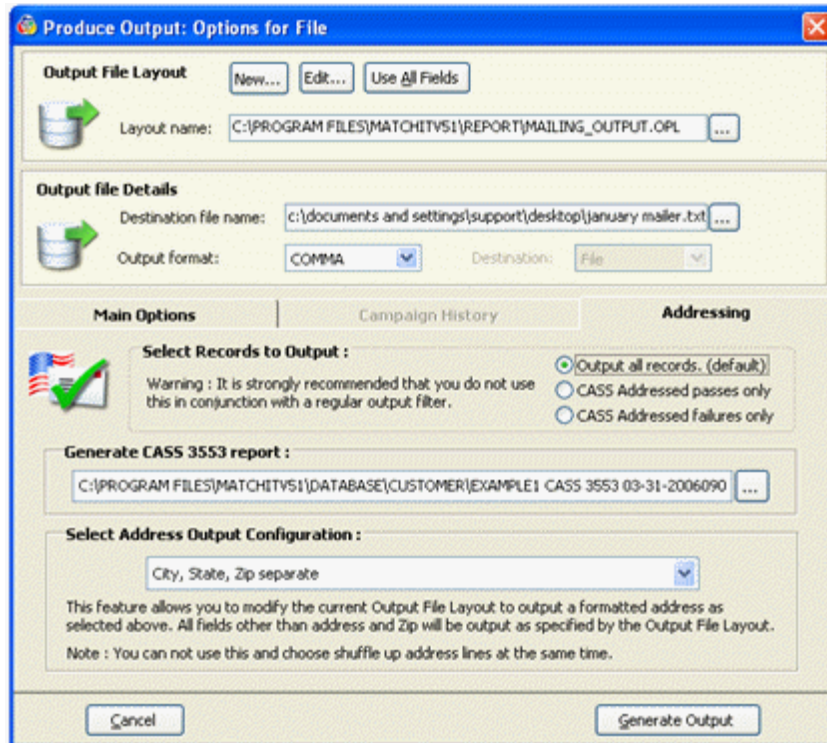 Produce Output: Options for File
Output File Layout
New...
Edit...
Use All Fields
Layout name:
C:\PROGRAM FILES\MATCHITV51\REPORT\MAILING_OUTPUT.OPL
...
Output file Details
Destination file name:
c:\documents and settings\support\desktop\january mailer.txt
...
Output format:
COMMA
Destination:
File
Main Options
Campaign History
Addressing
Select Records to Output :
Warning : It is strongly recommended that you do not use
this in conjunction with a regular output filter.
Output all records. (default)
CASS Addressed passes only
CASS Addressed failures only
Generate CASS 3553 report :
C:\PROGRAM FILES\MATCHITV51\DATABASE\CUSTOMER\EXAMPLE1 CASS 3553 03-31-2006090
...
Select Address Output Configuration :
City, State, Zip separate
This feature allows you to modify the current Output File Layout to output a formatted address as
selected above. All fields other than address and Zip will be output as specified by the Output File Layout.
Note : You can not use this and choose shuffle up address lines at the same time.
Cancel
Generate Output